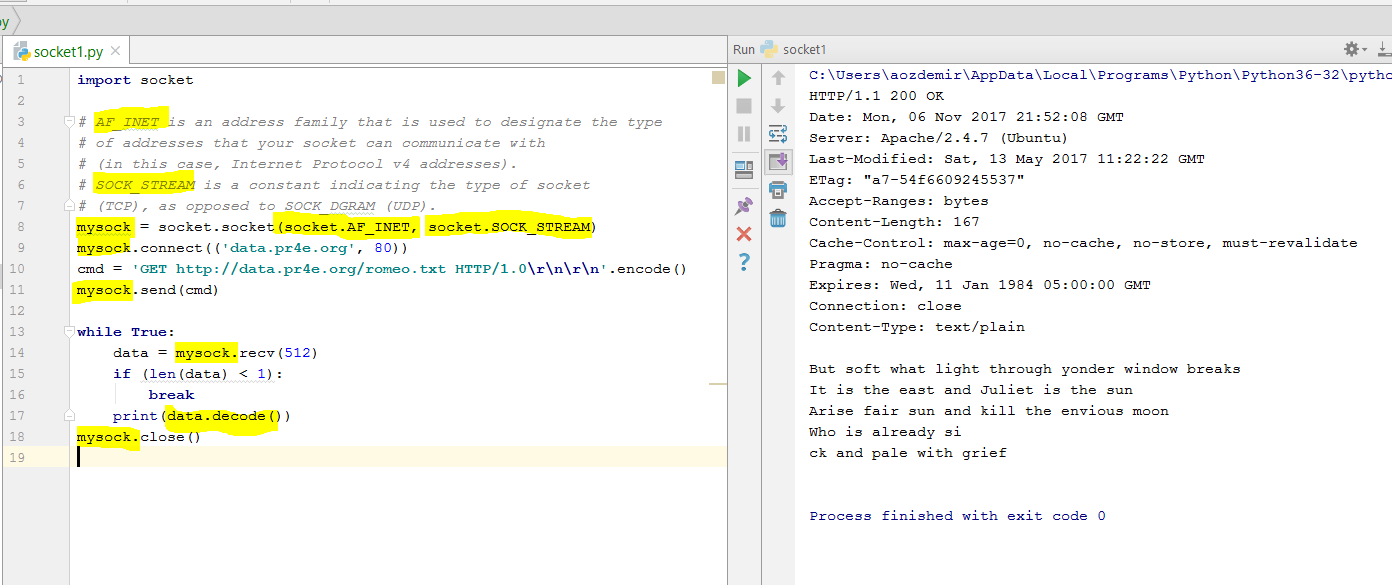 py
socket1.py
Run socket1
1 import socket
2
3 # AF_INET is an address family that is used to designate the type
4 # of addresses that your socket can communicate with
5 # (in this case, Internet Protocol v4 addresses).
6 # SOCK_STREAM is a constant indicating the type of socket
7 # (TCP), as opposed to SOCK_DGRAM (UDP).
8 mysock = socket.socket(socket.AF_INET, socket.SOCK_STREAM)
9 mysock.connect(('data.pr4e.org', 80))
10 cmd = 'GET http://data.pr4e.org/romeo.txt HTTP/1.0\r\n\r\n'.encode()
11 mysock.send(cmd)
12
13 while True:
14     data = mysock.recv(512)
15     if (len(data) < 1):
16         break
17     print(data.decode())
18 mysock.close()
19
C:\Users\aozdemir\AppData\Local\Programs\Python\Python36-32\pytho
HTTP/1.1 200 OK
Date: Mon, 06 Nov 2017 21:52:08 GMT
Server: Apache/2.4.7 (Ubuntu)
Last-Modified: Sat, 13 May 2017 11:22:22 GMT
ETag: "a7-54f6609245537"
Accept-Ranges: bytes
Content-Length: 167
Cache-Control: max-age=0, no-cache, no-store, must-revalidate
Pragma: no-cache
Expires: Wed, 11 Jan 1984 05:00:00 GMT
Connection: close
Content-Type: text/plain

But soft what light through yonder window breaks
It is the east and Juliet is the sun
Arise fair sun and kill the envious moon
Who is already si
ck and pale with grief

Process finished with exit code 0